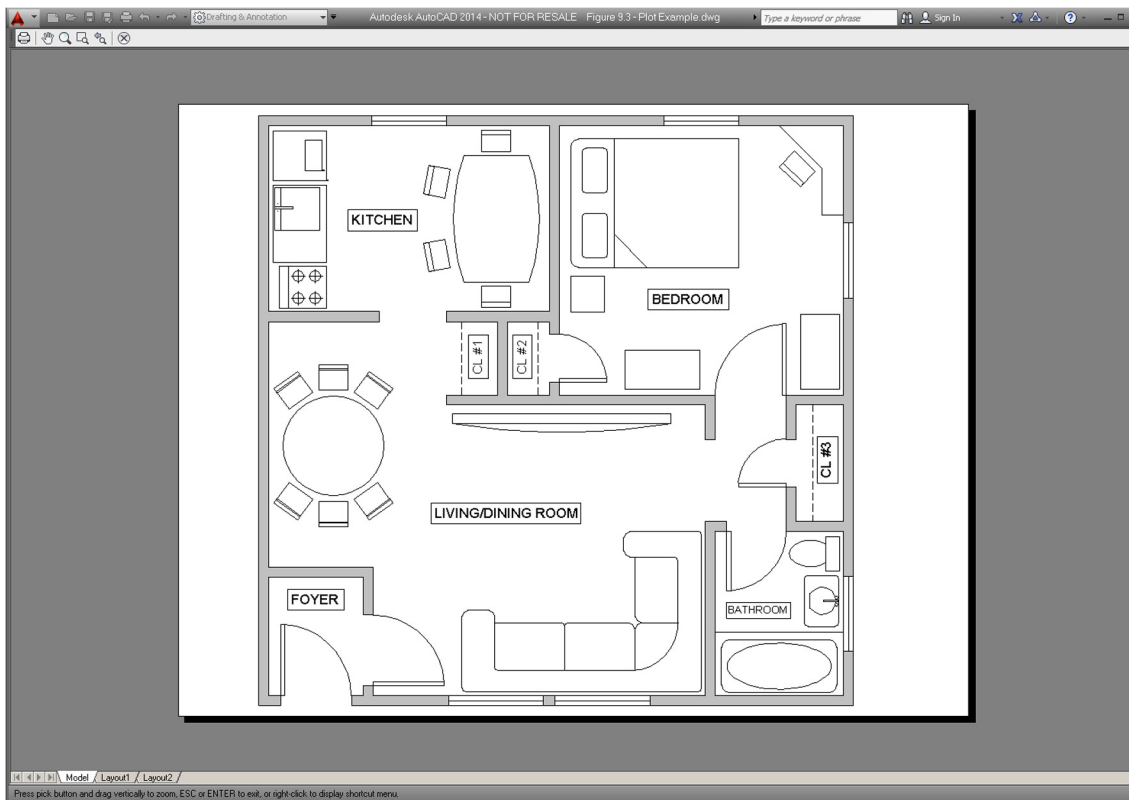 Drafting & Annotation
Autodesk AutoCAD 2014 - NOT FOR RESALE Figure 9.3 - Plot Example.dwg
Type a keyword or phrase
Sign In
KITCHEN
BEDROOM
CL #1
CL #2
CL #3
LIVING/DINING ROOM
FOYER
BATHROOM
Model
Layout1
Layout2
Press pick button and drag vertically to zoom, ESC or ENTER to exit, or right-click to display shortcut menu.